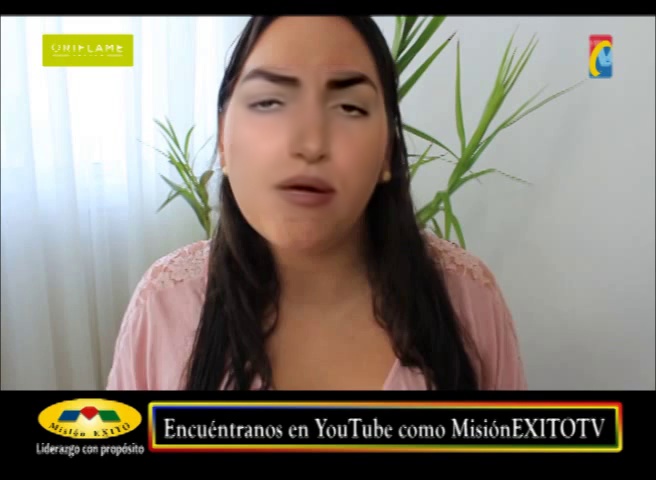 ORIFLAME
Misión EXITO
Liderazgo con propósito
Encuéntranos en YouTube como MisiónEXITOTV